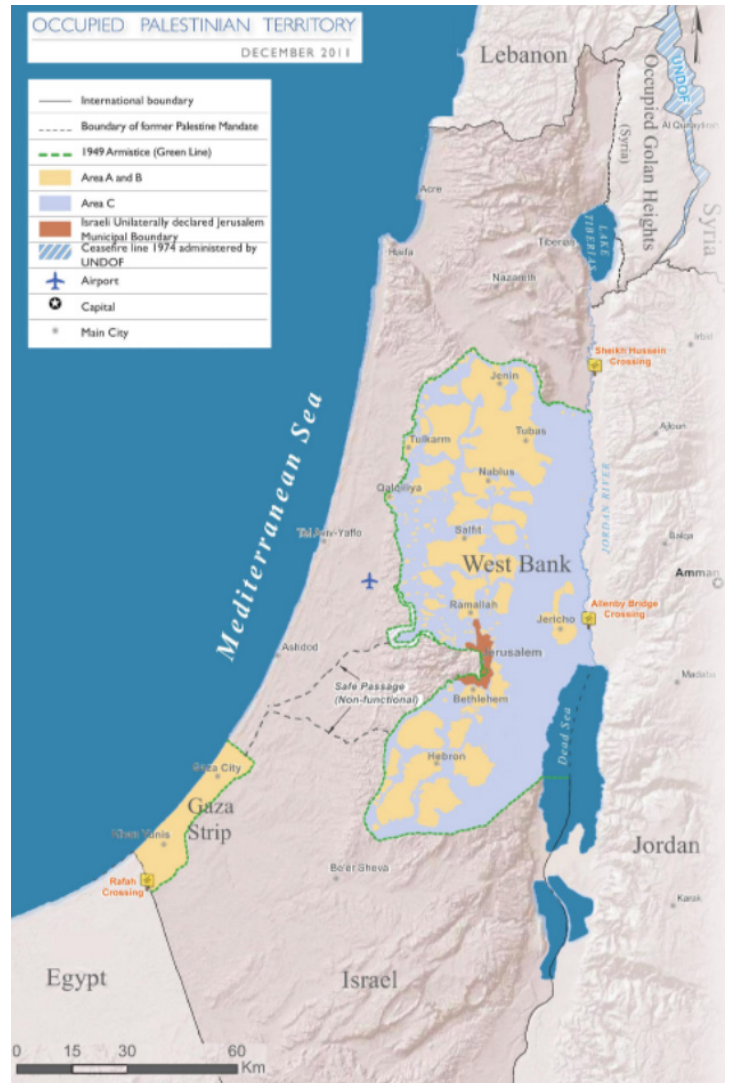 OCCUPIED PALESTINIAN TERRITORY
DECEMBER 2011
International boundary
Boundary of former Palestine Mandate
1949 Armistice (Green Line)
Area A and B
Area C
Israeli Unilaterally declared Jerusalem
Municipal Boundary
Ceasefire line 1974 administered by
UNDOF
Airport
Capital
Main City
Lebanon
UNDOF
Occupied Golan Heights
(Syria)
Syria
Acre
LAKE
TIBERIAS
Tiberias
Haifa
Nazareth
Irbid
Sheikh Hussein
Crossing
Jenin
Mediterranean Sea
Tubas
Ajloun
Tulkarm
Nablus
Qalqiliya
JORDAN RIVER
Salfit
Tel Aviv-Yaffo
Balqa
West Bank
Amman
Ramallah
Allenby Bridge
Crossing
Jericho
Ashdod
Jerusalem
Safe Passage
(Non-functional)
Madaba
Bethlehem
Dead Sea
Hebron
Gaza City
Gaza
Strip
Khan Yunis
Jordan
Be'er Sheva
Rafah
Crossing
Karak
Egypt
Israel
0 15 30 60
Km